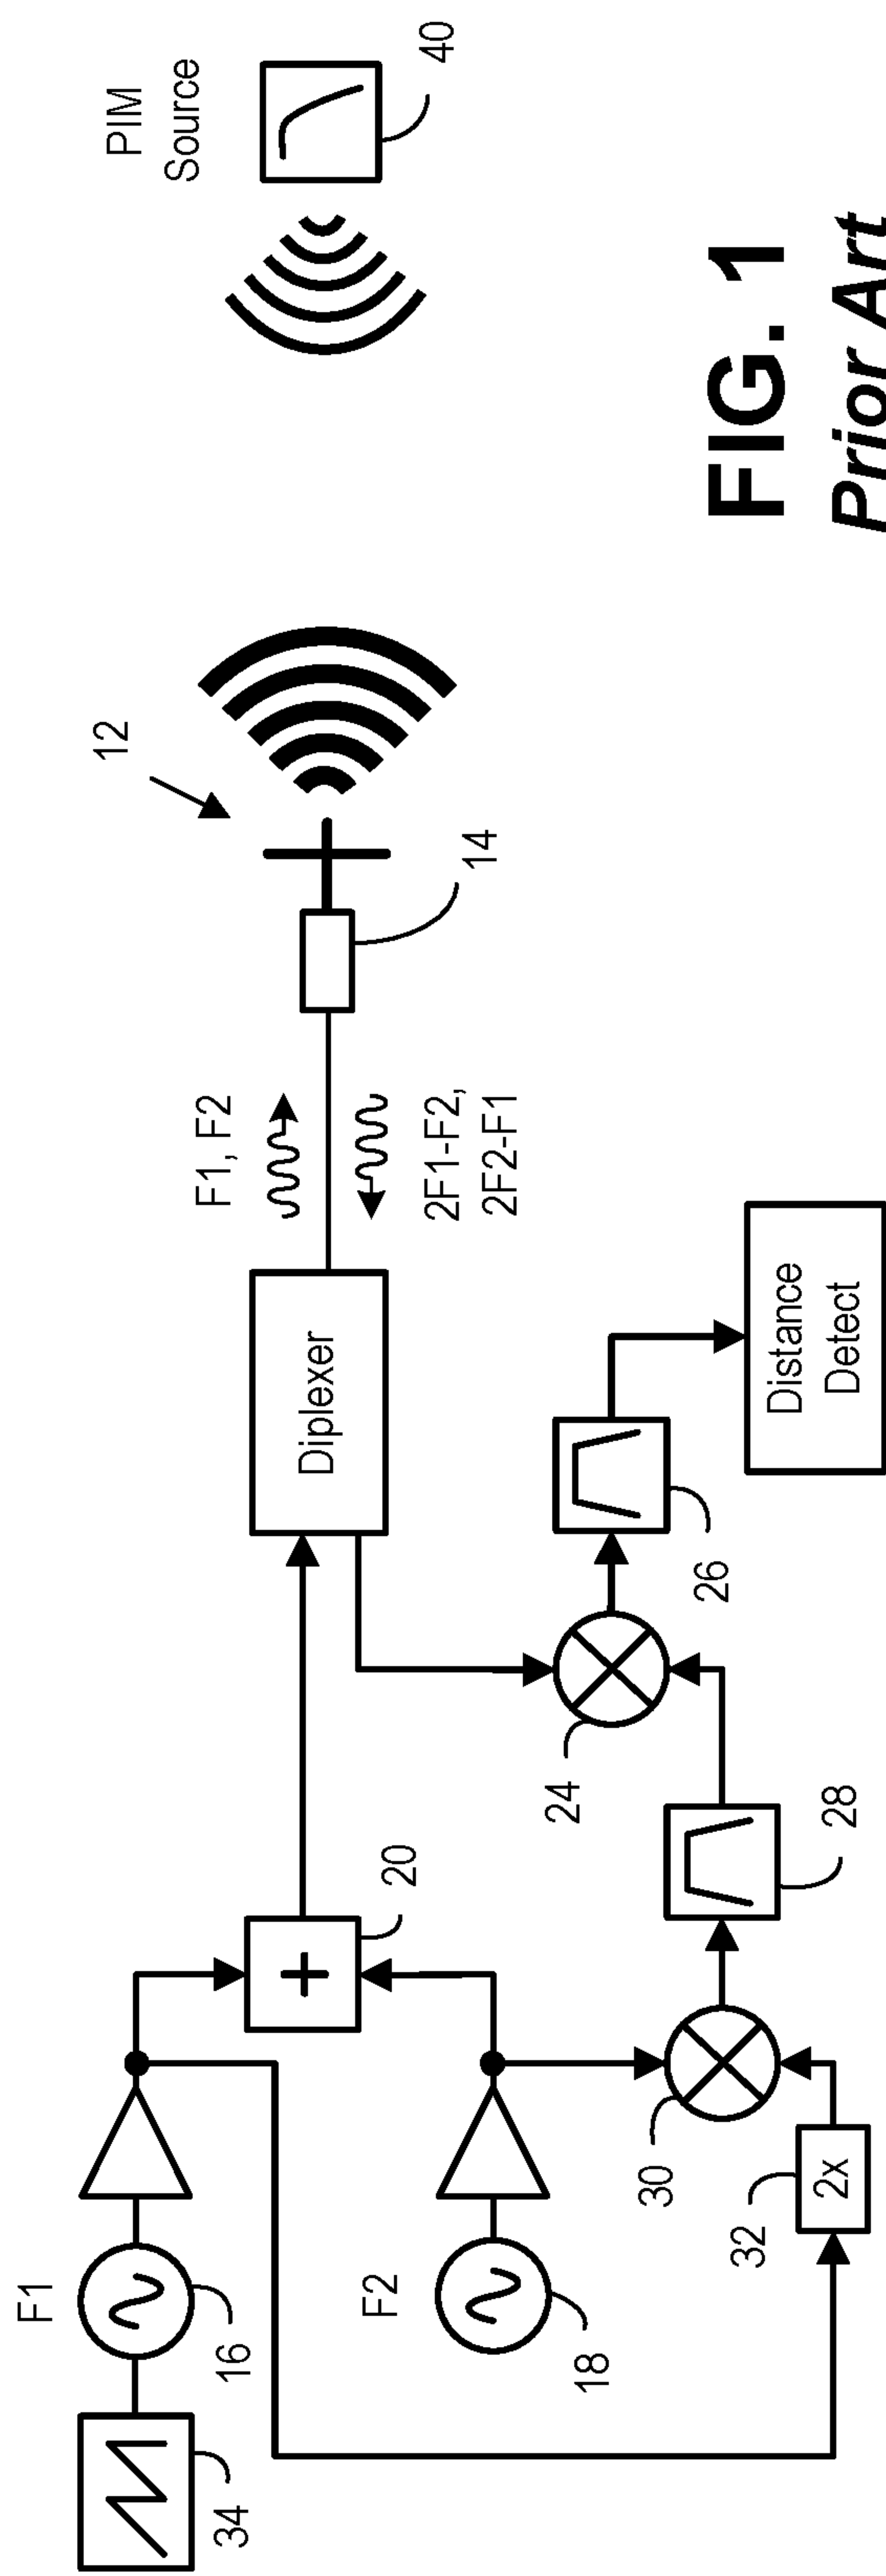 F1
34
16
F2
18
20
30
32
2x
28
24
26
Diplexer
F1, F2
2F1-F2,
2F2-F1
Distance
Detect
12
14
PIM
Source
40
+
FIG. 1
Prior Art